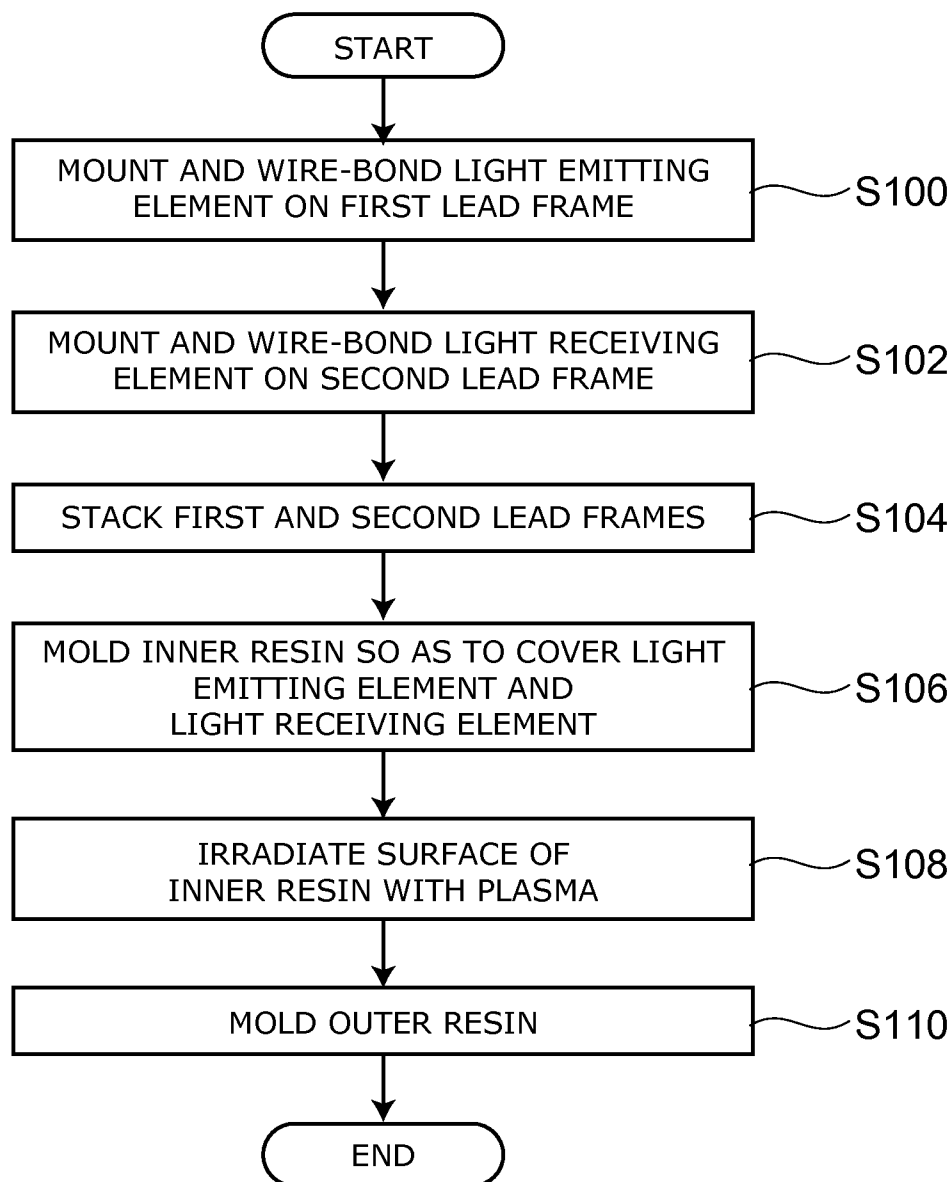 START
MOUNT AND WIRE-BOND LIGHT EMITTING
ELEMENT ON FIRST LEAD FRAME
S100
MOUNT AND WIRE-BOND LIGHT RECEIVING
ELEMENT ON SECOND LEAD FRAME
S102
STACK FIRST AND SECOND LEAD FRAMES
S104
MOLD INNER RESIN SO AS TO COVER LIGHT
EMITTING ELEMENT AND
LIGHT RECEIVING ELEMENT
S106
IRRADIATE SURFACE OF
INNER RESIN WITH PLASMA
S108
MOLD OUTER RESIN
S110
END